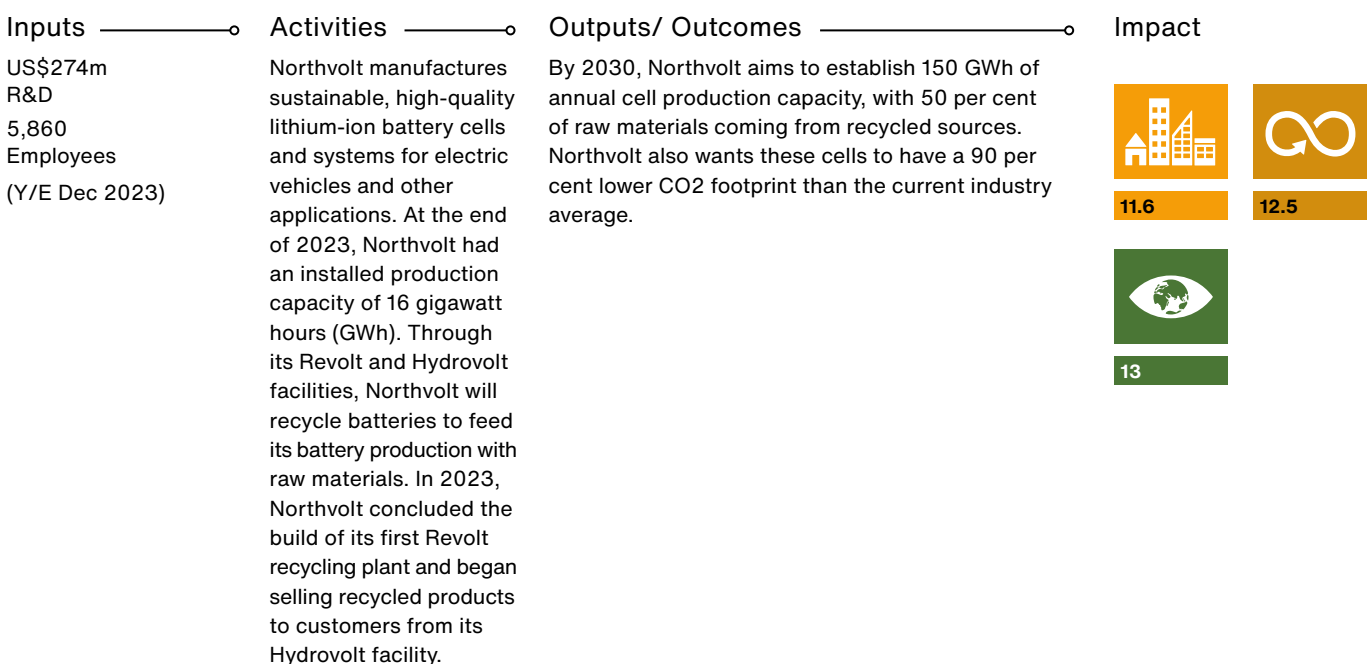 Inputs
US$274m
R&D
5,860
Employees
(Y/E Dec 2023)
Activities
Northvolt manufactures
sustainable, high-quality
lithium-ion battery cells
and systems for electric
vehicles and other
applications. At the end
of 2023, Northvolt had
an installed production
capacity of 16 gigawatt
hours (GWh). Through
its Revolt and Hydrovolt
facilities, Northvolt will
recycle batteries to feed
its battery production with
raw materials. In 2023,
Northvolt concluded the
build of its first Revolt
recycling plant and began
selling recycled products
to customers from its
Hydrovolt facility.
Outputs/ Outcomes
By 2030, Northvolt aims to establish 150 GWh of
annual cell production capacity, with 50 per cent
of raw materials coming from recycled sources.
Northvolt also wants these cells to have a 90 per
cent lower CO2 footprint than the current industry
average.
Impact
11.6
12.5
13